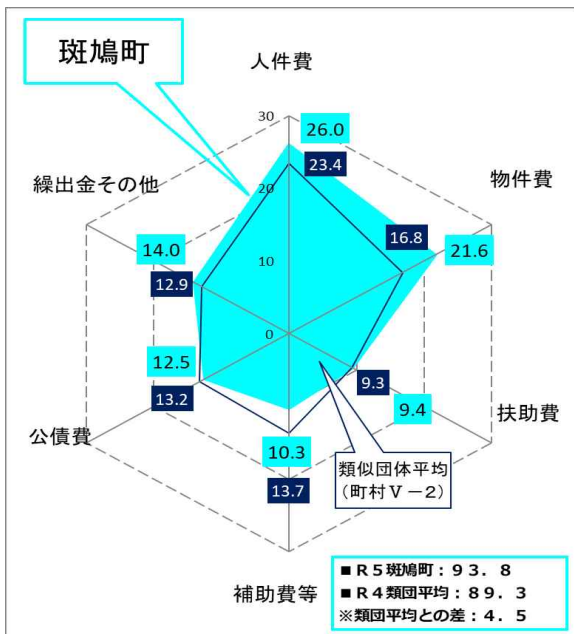 斑鳩町
人件費
30
26.0
23.4
物件費
20
繰出金その他
16.8
21.6
14.0
12.9
10
0
12.5
13.2
9.3
9.4
公債費
扶助費
10.3
13.7
類似団体平均
(町村Ⅴ－2)
補助費等
■R5斑鳩町：93．8
■R4類団平均：89．3
※類団平均との差：4．5